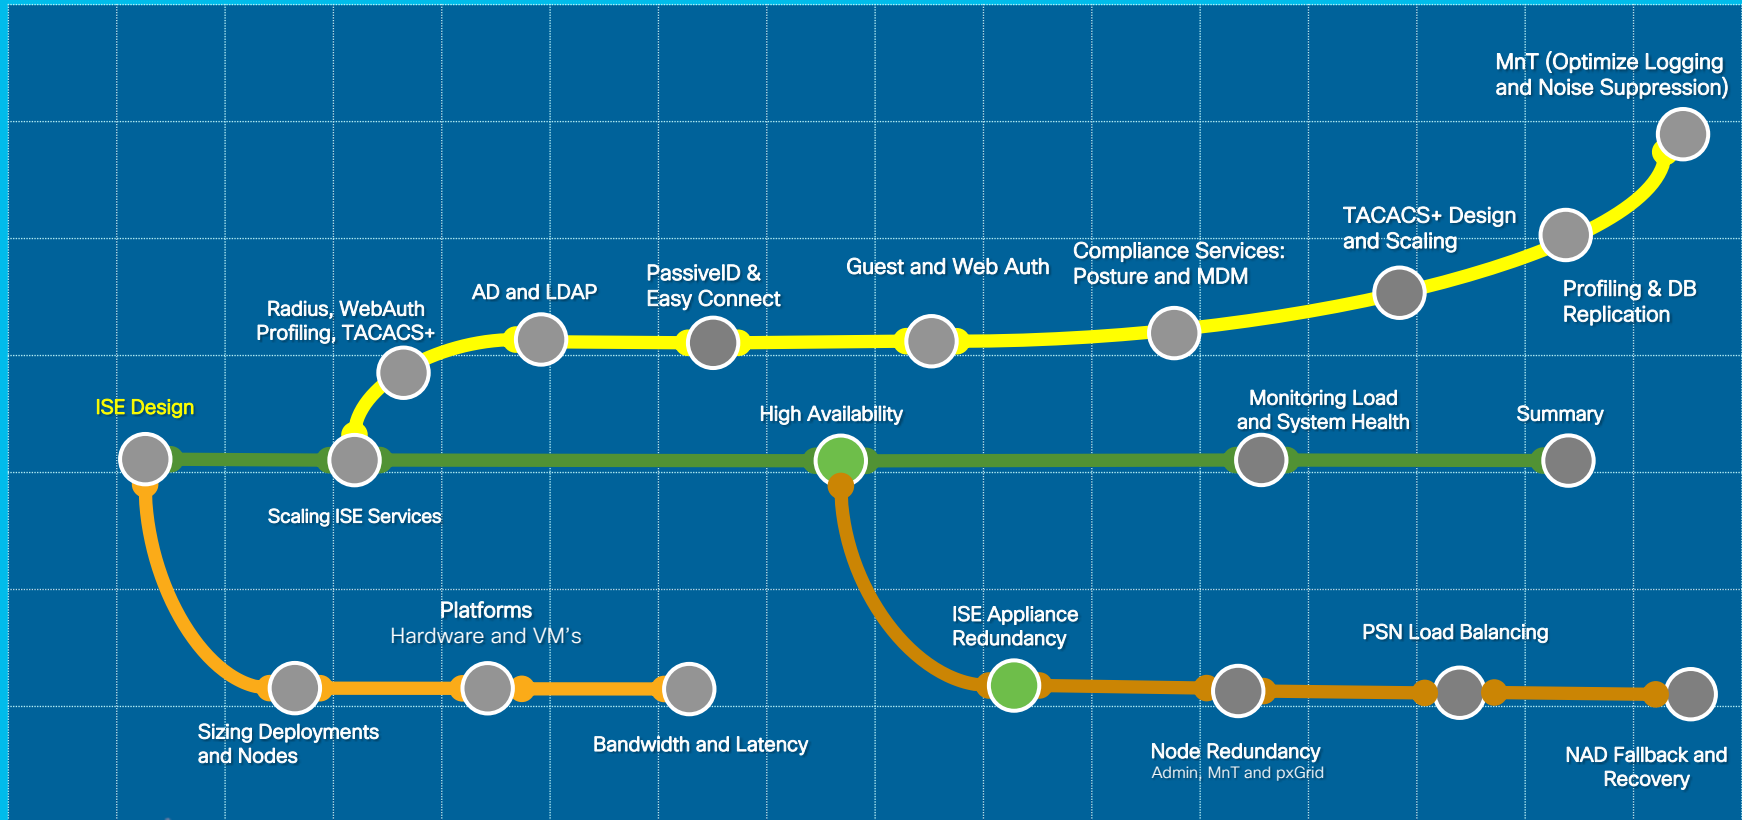 MnT (Optimize Logging
and Noise Suppression)
TACACS+ Design
and Scaling
Compliance Services:
Posture and MDM
Guest and Web Auth
PassiveID &
Easy Connect
AD and LDAP
Radius, WebAuth
Profiling, TACACS+
Profiling & DB
Replication
ISE Design
High Availability
Monitoring Load
and System Health
Summary
Scaling ISE Services
Platforms
Hardware and VM's
ISE Appliance
Redundancy
PSN Load Balancing
Sizing Deployments
and Nodes
Bandwidth and Latency
Node Redundancy
Admin, MnT and pxGrid
NAD Fallback and
Recovery